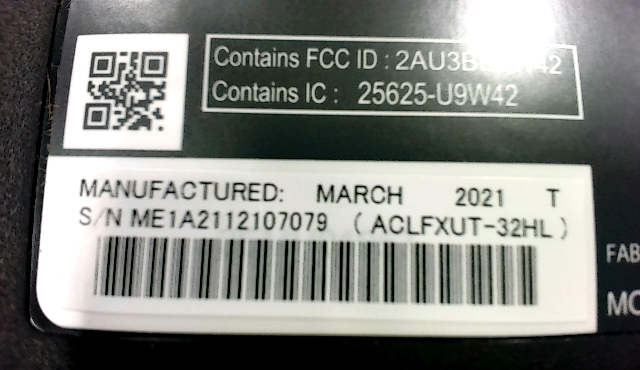 Contains FCC ID :
Contains IC : 25625-U9W42
MANUFACTURED: MARCH 2021 T
S/N ME1A2112107079 ( ACLFXUT-32HL )